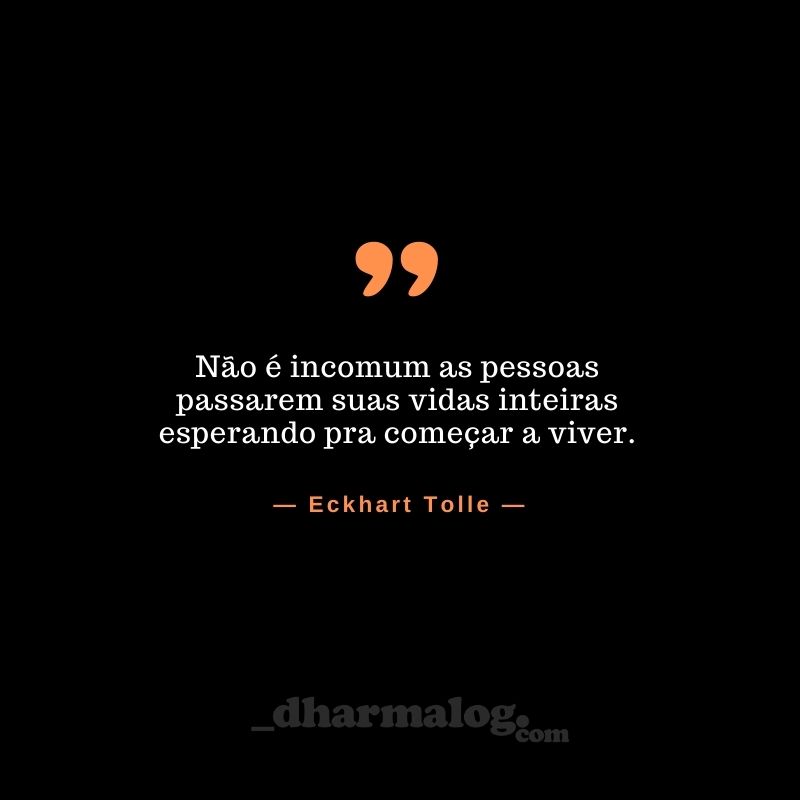 ”
Não é incomum as pessoas
passarem suas vidas inteiras
esperando pra começar a viver.
— Eckhart Tolle —
_dharmalog.com